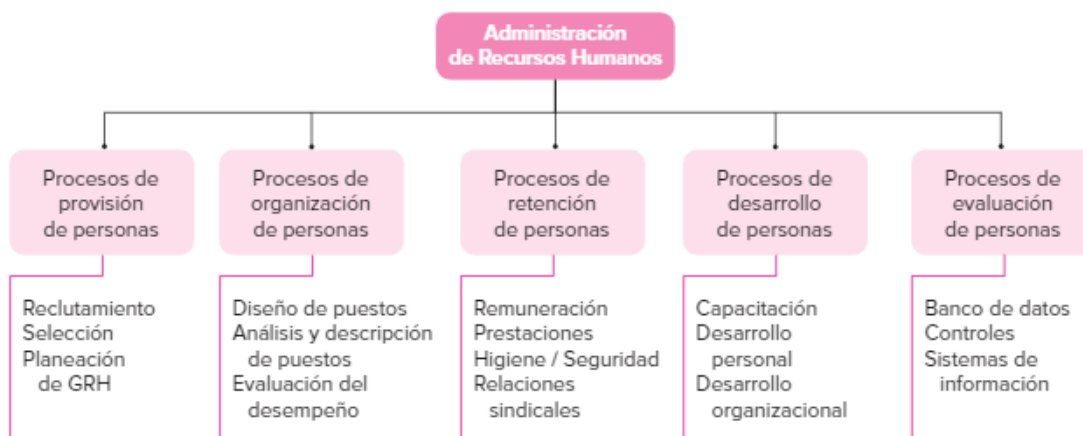 Administración
de Recursos Humanos
Procesos de
provisión
de personas
Procesos de
organización
de personas
Procesos de
retención
de personas
Procesos de
desarrollo
de personas
Procesos de
evaluación
de personas
Reclutamiento
Selección
Planeación
de GRH
Diseño de puestos
Análisis y descripción
de puestos
Evaluación del
desempeño
Remuneración
Prestaciones
Higiene / Seguridad
Relaciones
sindicales
Capacitación
Desarrollo
personal
Desarrollo
organizacional
Banco de datos
Controles
Sistemas de
información